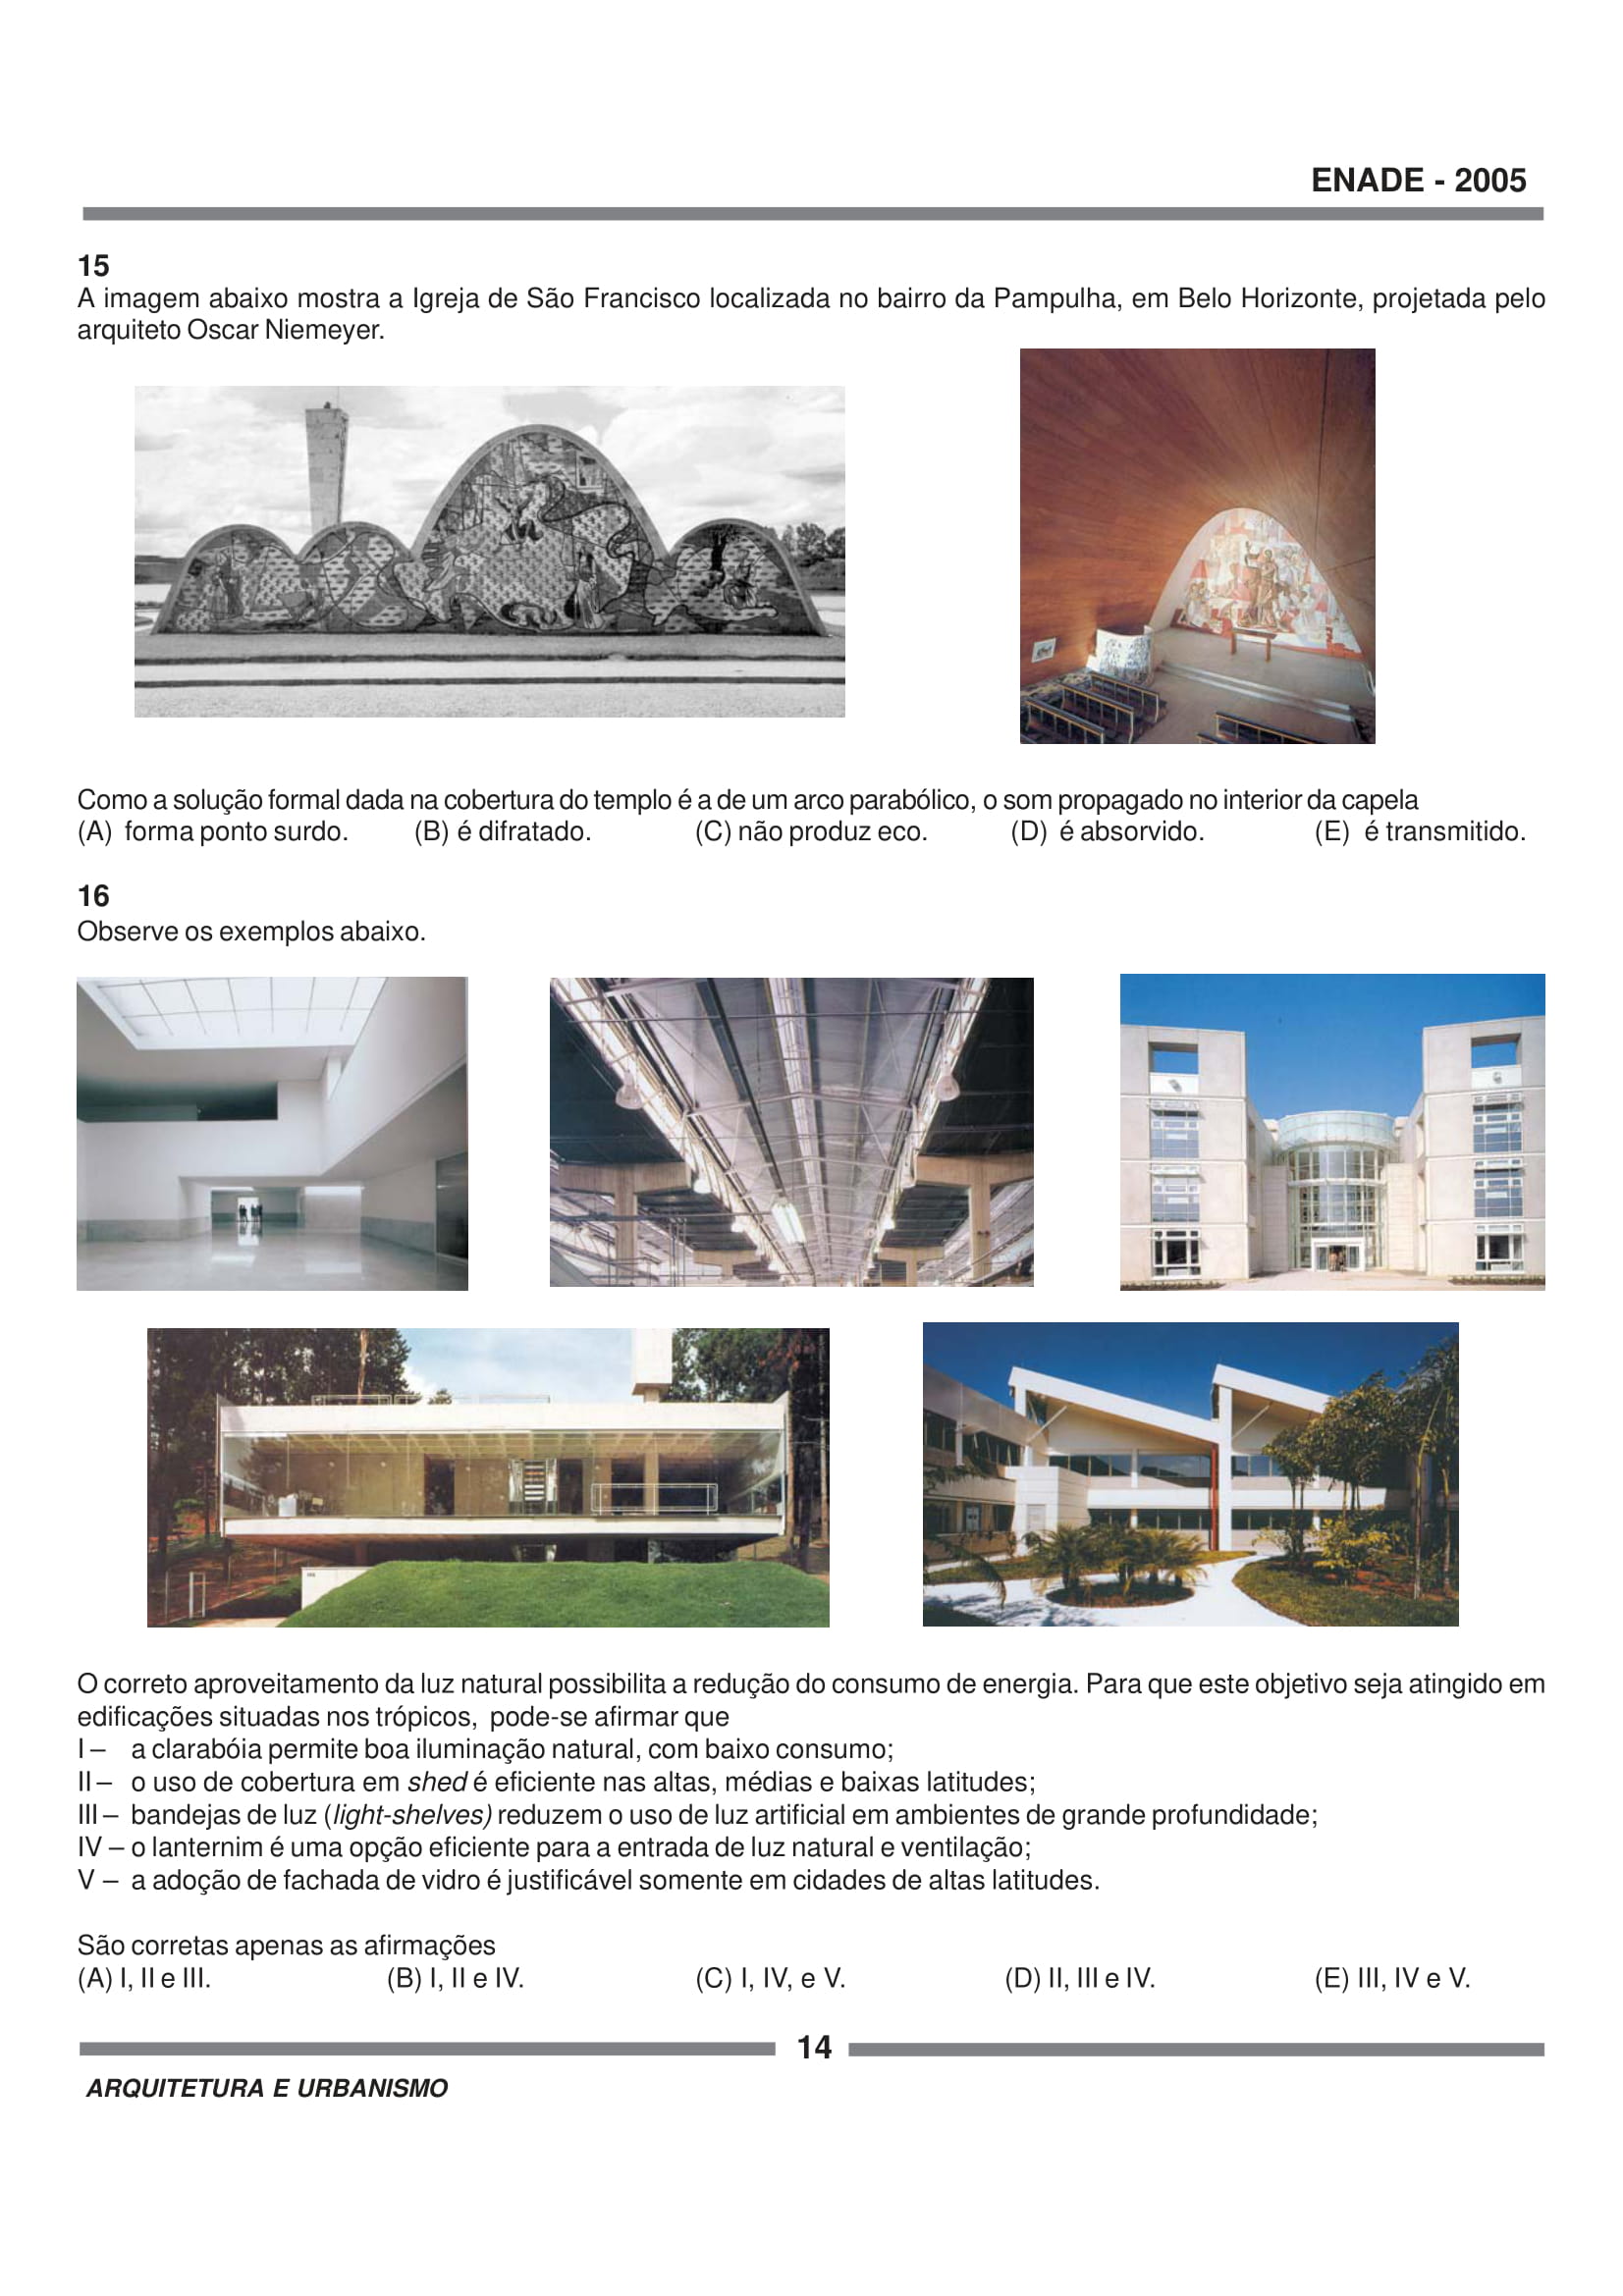 ENADE - 2005
15
A imagem abaixo mostra a Igreja de São Francisco localizada no bairro da Pampulha, em Belo Horizonte, projetada pelo
arquiteto Oscar Niemeyer.
Como a solução formal dada na cobertura do templo é a de um arco parabólico, o som propagado no interior da capela
(A) forma ponto surdo. (B) é difratado. (C) não produz eco. (D) é absorvido. (E) é transmitido.
16
Observe os exemplos abaixo.
O correto aproveitamento da luz natural possibilita a redução do consumo de energia. Para que este objetivo seja atingido em
edificações situadas nos trópicos, pode-se afirmar que
I – a clarabóia permite boa iluminação natural, com baixo consumo;
II – o uso de cobertura em shed é eficiente nas altas, médias e baixas latitudes;
III – bandejas de luz (light-shelves) reduzem o uso de luz artificial em ambientes de grande profundidade;
IV – o lanternim é uma opção eficiente para a entrada de luz natural e ventilação;
V – a adoção de fachada de vidro é justificável somente em cidades de altas latitudes.
São corretas apenas as afirmações
(A) I, II e III. (B) I, II e IV. (C) I, IV, e V. (D) II, III e IV. (E) III, IV e V.
14
ARQUITETURA E URBANISMO